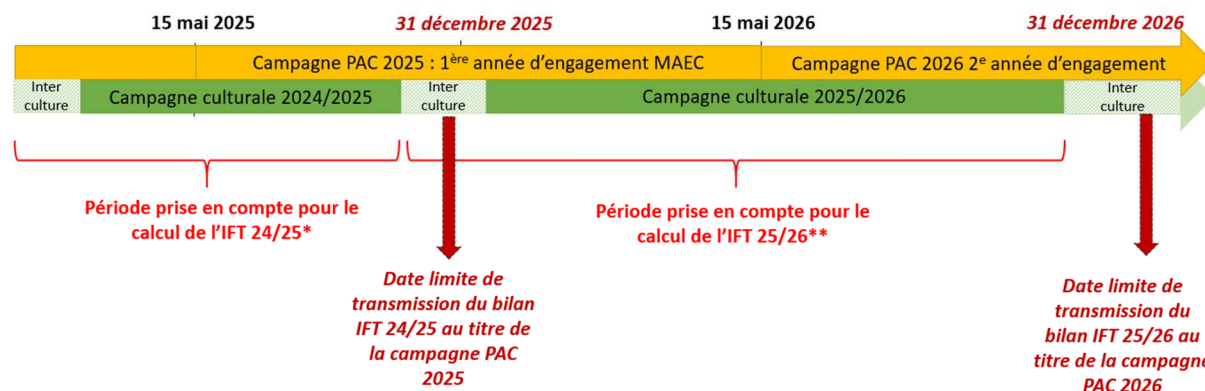 15 mai 2025
31 décembre 2025
15 mai 2026
31 décembre 2026
Campagne PAC 2025 : 1ère année d'engagement MAEC
Campagne PAC 2026 2e année d'engagement
Inter
culture
Campagne culturale 2024/2025
Inter
culture
Campagne culturale 2025/2026
Inter
culture
Période prise en compte pour le
calcul de l'IFT 24/25*
Période prise en compte pour le
calcul de l'IFT 25/26**
Date limite de
transmission du bilan
IFT 24/25 au titre de
la campagne PAC
2025
Date limite de
transmission du
bilan IFT 25/26 au
titre de la campagne
PAC 2026